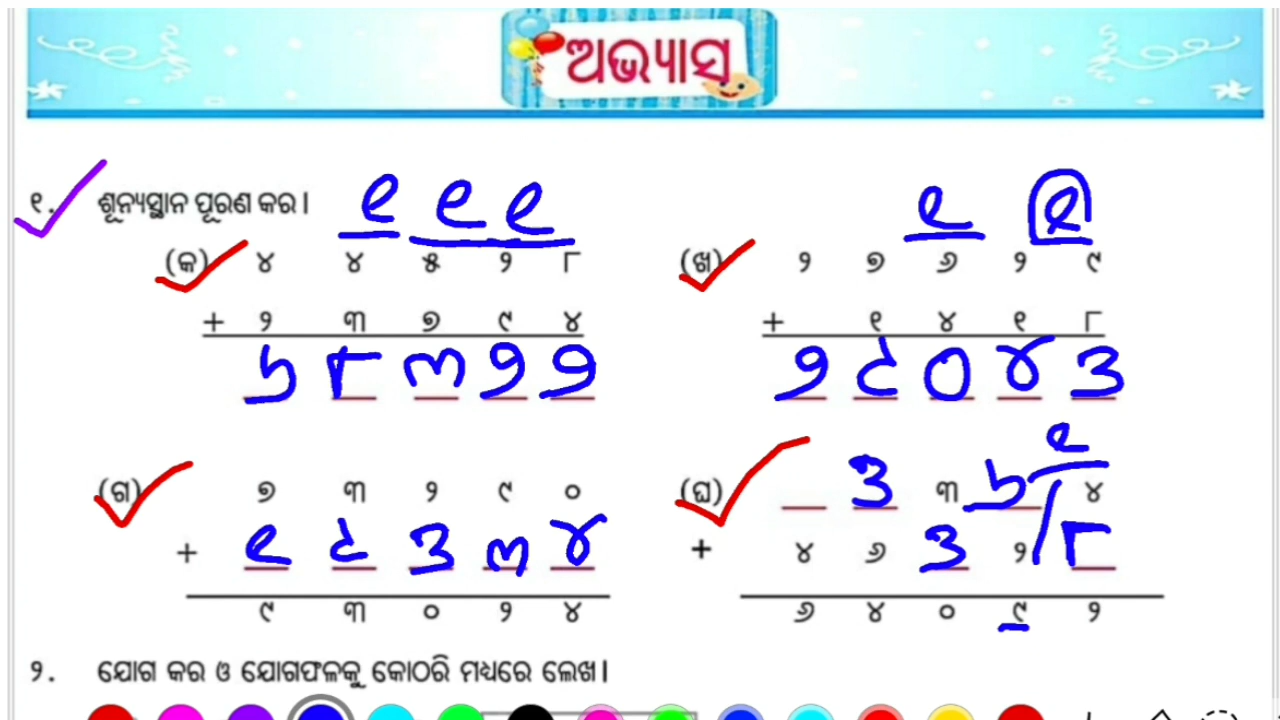 ଅଭ୍ୟାସ
୧. ଶୂନ୍ୟସ୍ଥାନ ପୂରଣ କର।
୧ ୧ ୧
(କ) ୪ ୪ ୫ ୨ ୮
+ ୨ ୩ ୭ ୯ ୪
୬ ୮ ୩ ୨ ୨
୧ ୧
(ଖ) ୨ ୭ ୬ ୨ ୯
+ ୧ ୪ ୧ ୮
୨ ୯ ୦ ୪ ୭
(ଗ) ୭ ୩ ୨ ୯ ୦
+ ୧ ୯ ୭ ୩ ୪
୯ ୩ ୦ ୨ ୪
୧
(ଘ) _ ୭ ୩ ୬ ୪
+ ୪ ୬ ୭ ୨ ୮
୬ ୪ ୦ ୯ ୨
୨. ଯୋଗ କର ଓ ଯୋଗଫଳକୁ କୋଠରି ମଧ୍ୟରେ ଲେଖ।